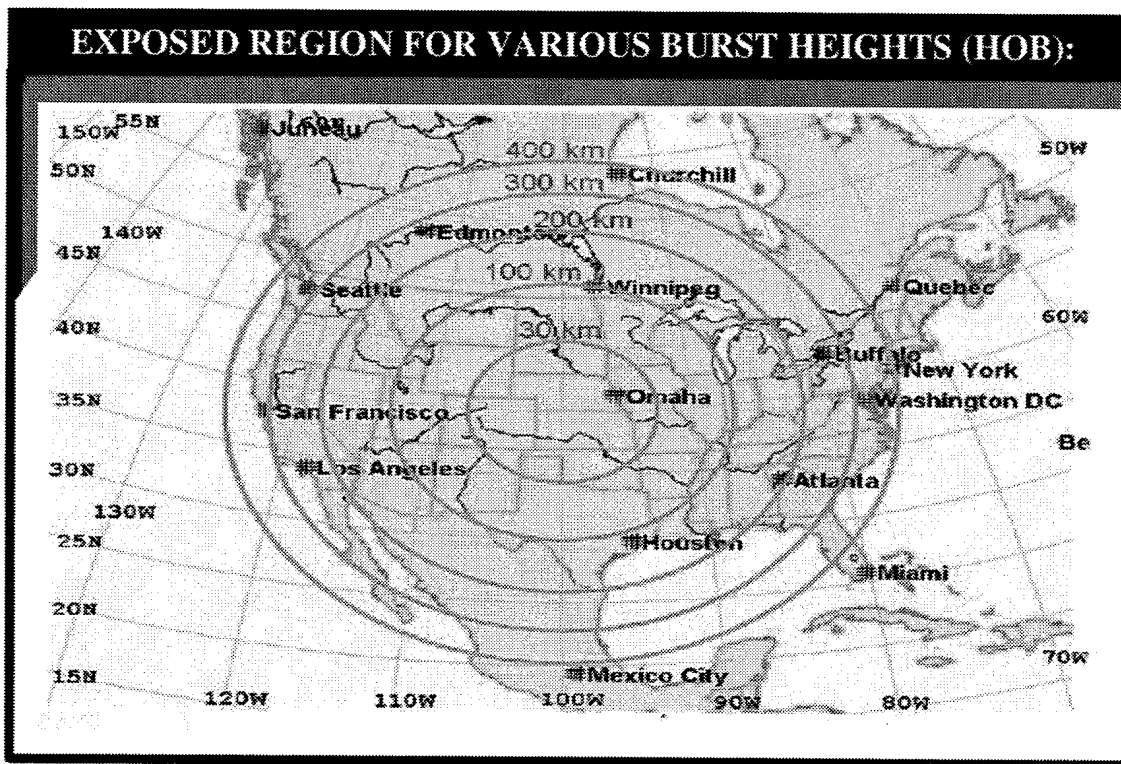 EXPOSED REGION FOR VARIOUS BURST HEIGHTS (HOB):
150W
55N
Juneau
50W
50N
400 km
Churchill
300 km
140W
200 km
45N
100 km
Seattle
Winnipeg
Quebec
60W
40N
30 km
Buffalo
New York
35N
Omaha
Washington DC
San Francisco
Be
30N
Los Angeles
Atlanta
130W
25N
Houston
Miami
20N
70W
15N
Mexico City
120W
110W
100W
90W
80W